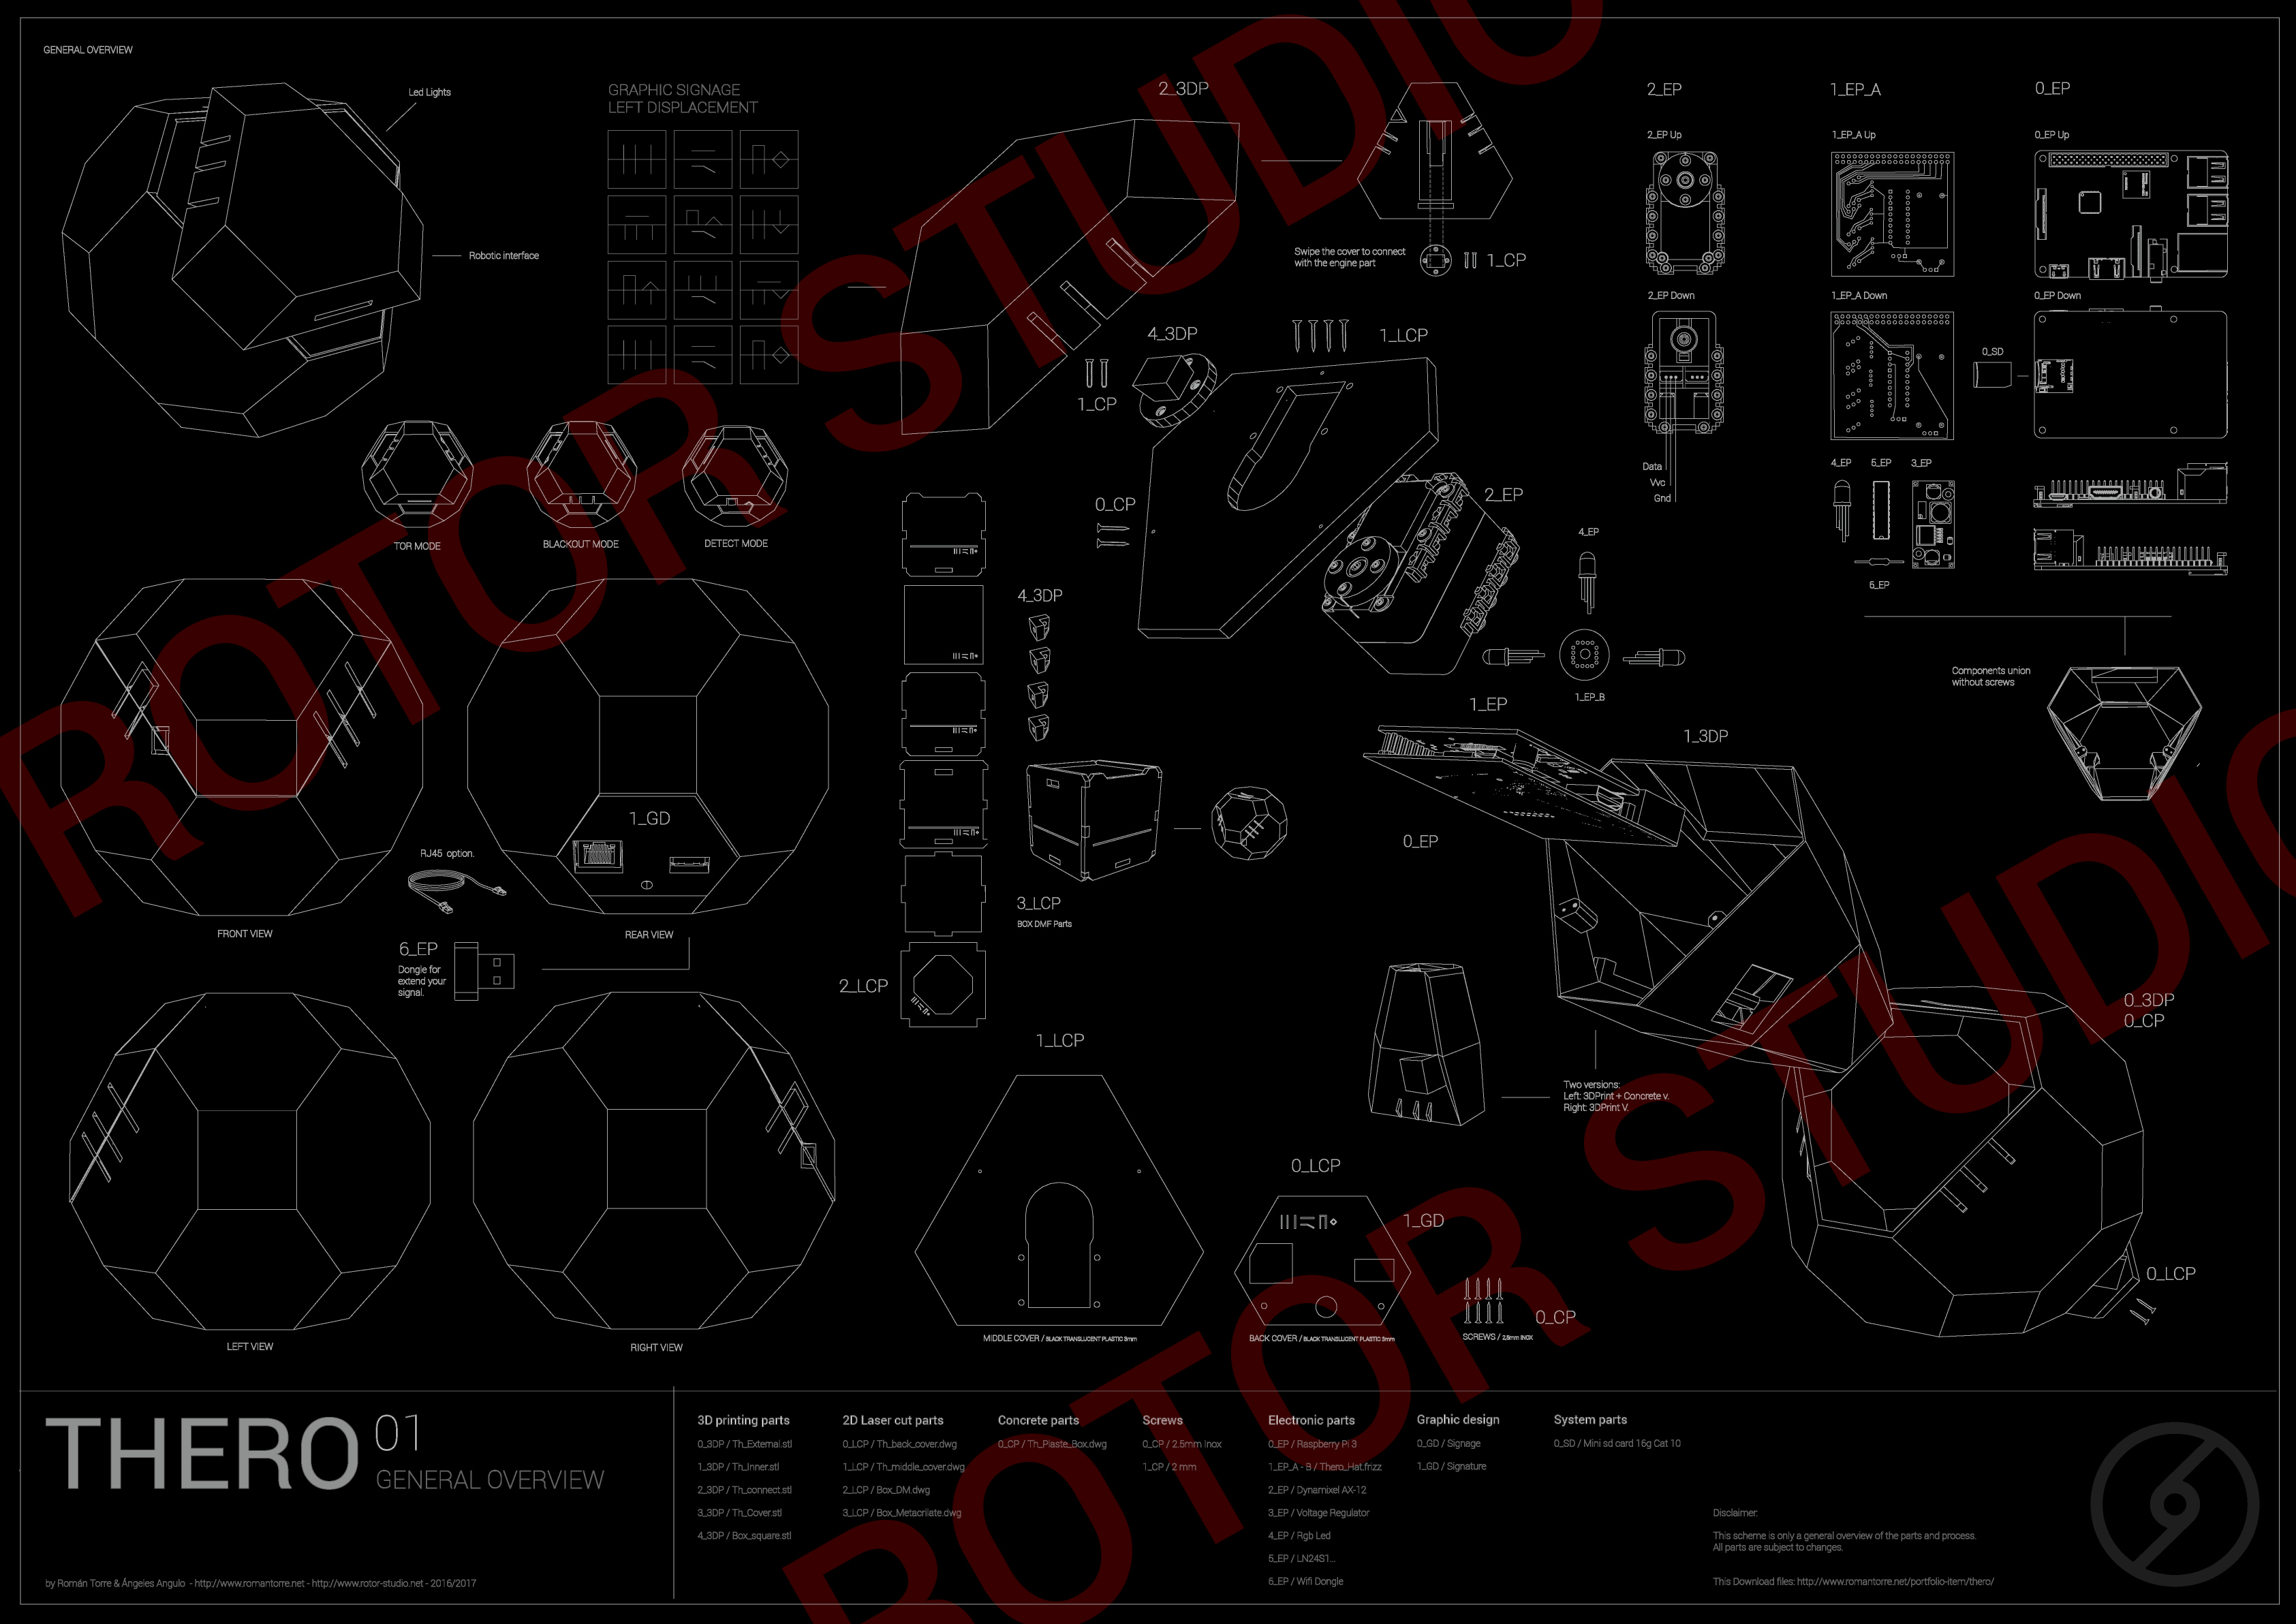 GENERAL OVERVIEW
Led Lights
Robotic interface
GRAPHIC SIGNAGE
LEFT DISPLACEMENT
2_3DP
Swipe the cover to connect
with the engine part
1_CP
2_EP
1_EP_A
0_EP
2_EP Up
1_EP_A Up
0_EP Up
2_EP Down
1_EP_A Down
0_EP Down
0_SD
Data
Vvc
Gnd
4_EP
5_EP
3_EP
6_EP
4_3DP
1_CP
1_LCP
0_CP
2_EP
4_EP
1_EP_B
TOR MODE
BLACKOUT MODE
DETECT MODE
4_3DP
1_EP
1_3DP
0_EP
Components union
without screws
1_GD
RJ45 option.
FRONT VIEW
REAR VIEW
6_EP
Dongle for
extend your
signal.
3_LCP
BOX DMF Parts
2_LCP
1_LCP
Two versions:
Left: 3DPrint + Concrete v.
Right: 3DPrint V.
0_3DP
0_CP
0_LCP
1_GD
0_LCP
0_CP
LEFT VIEW
RIGHT VIEW
MIDDLE COVER / BLACK TRANSLUCENT PLASTIC 3mm
BACK COVER / BLACK TRANSLUCENT PLASTIC 3mm
SCREWS / 2,5mm INOX
ROTOR STUDIO
ROTOR STUDIO
THERO 01
GENERAL OVERVIEW
by Román Torre & Ángeles Angulo - http://www.romantorre.net - http://www.rotor-studio.net - 2016/2017
3D printing parts
0_3DP / Th_External.stl
1_3DP / Th_Inner.stl
2_3DP / Th_connect.stl
3_3DP / Th_Cover.stl
4_3DP / Box_square.stl
2D Laser cut parts
0_LCP / Th_back_cover.dwg
1_LCP / Th_middle_cover.dwg
2_LCP / Box_DM.dwg
3_LCP / Box_Metacrilate.dwg
Concrete parts
0_CP / Th_Plaste_Box.dwg
Screws
0_CP / 2.5mm Inox
1_CP / 2 mm
Electronic parts
0_EP / Raspberry Pi 3
1_EP_A - B / Thero_Hat.frizz
2_EP / Dynamixel AX-12
3_EP / Voltage Regulator
4_EP / Rgb Led
5_EP / LN24S1...
6_EP / Wifi Dongle
Graphic design
0_GD / Signage
1_GD / Signature
System parts
0_SD / Mini sd card 16g Cat 10
Disclaimer:
This scheme is only a general overview of the parts and process.
All parts are subject to changes.
This Download files: http://www.romantorre.net/portfolio-item/thero/